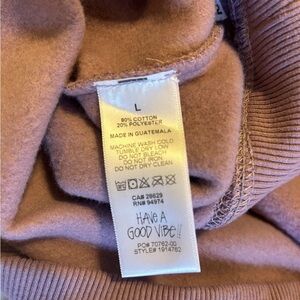 L
80% COTTON
20% POLYESTER
MADE IN GUATEMALA
MACHINE WASH COLD
TUMBLE DRY LOW
DO NOT BLEACH
DO NOT IRON
DO NOT DRY CLEAN
CA# 29629
RN# 94974
HAVE A
GOOD VIBE!!
PO# 70762-00
STYLE# 1914762